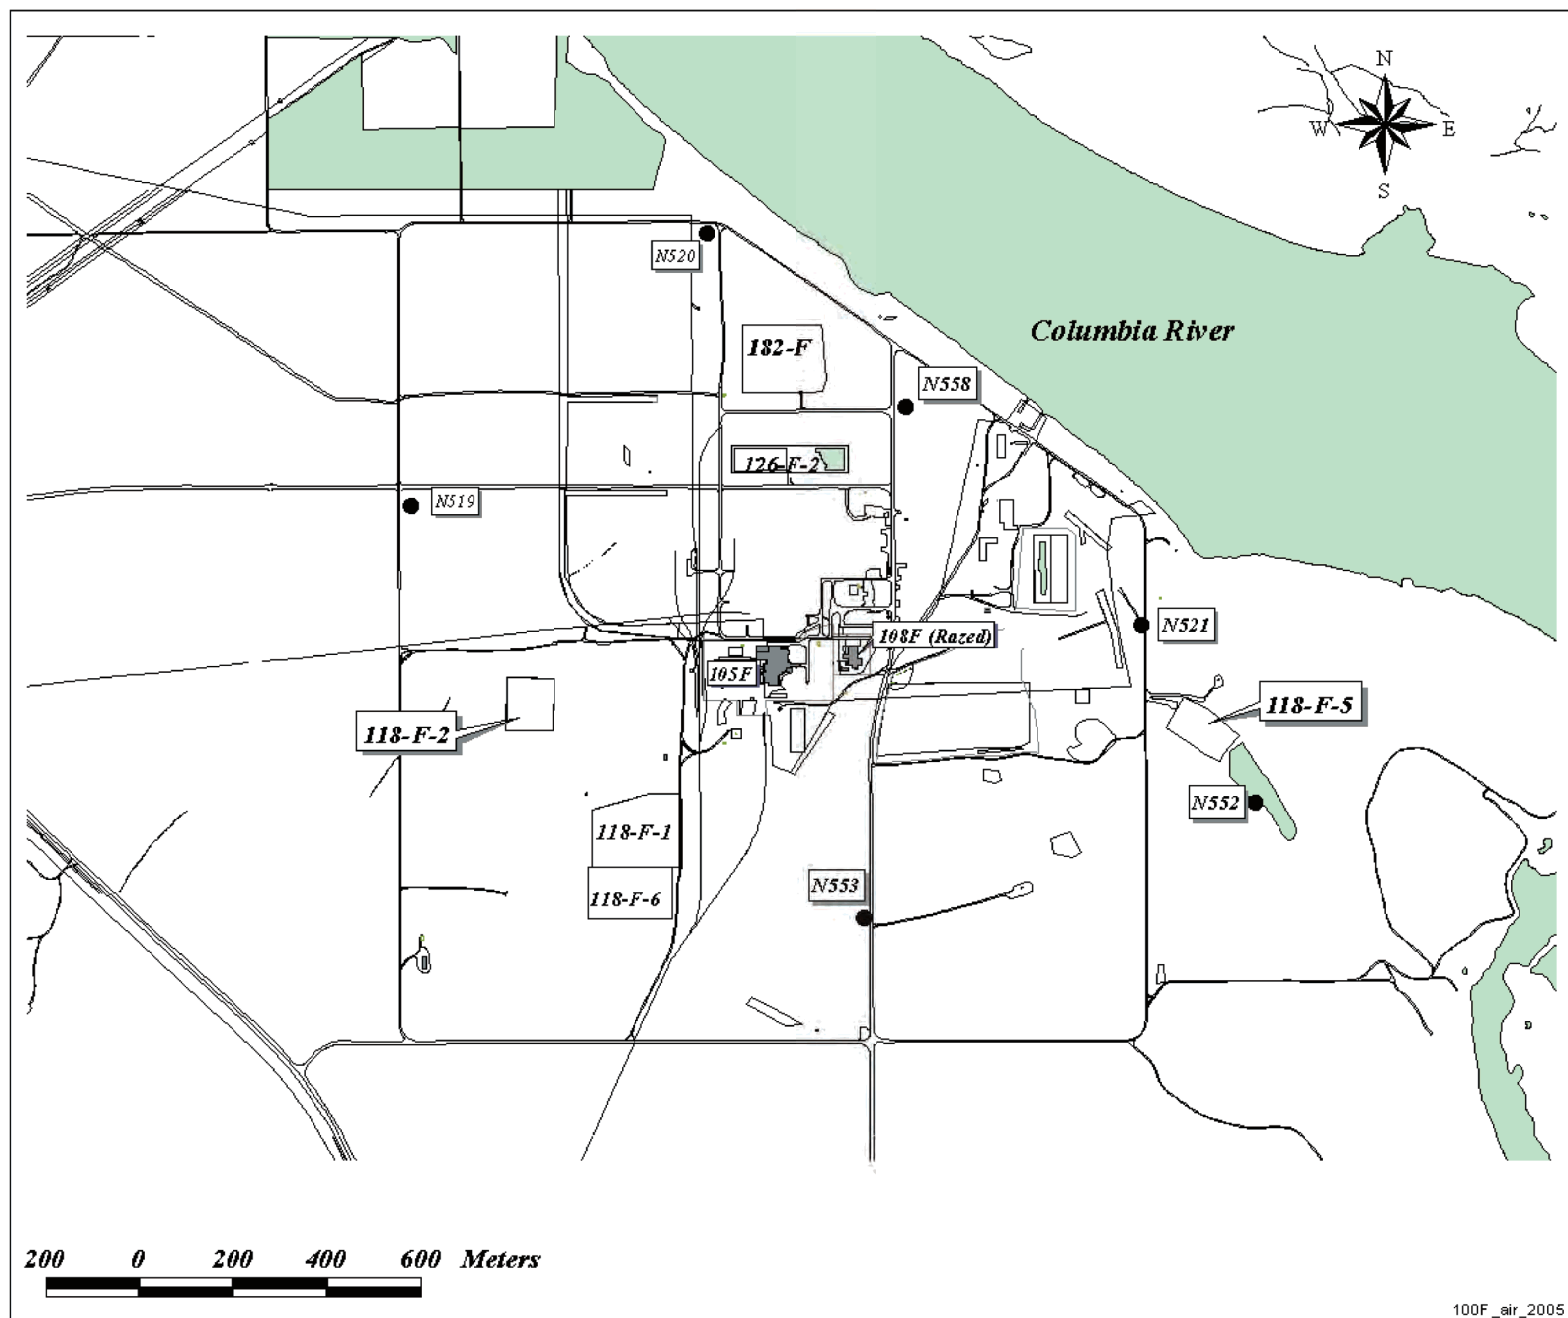 N
W
E
S
N520
Columbia River
182-F
N558
126-F-2
N519
N521
108F (Razed)
105F
118-F-5
118-F-2
N552
118-F-1
N553
118-F-6
200 0 200 400 600 Meters
100F_air_2005